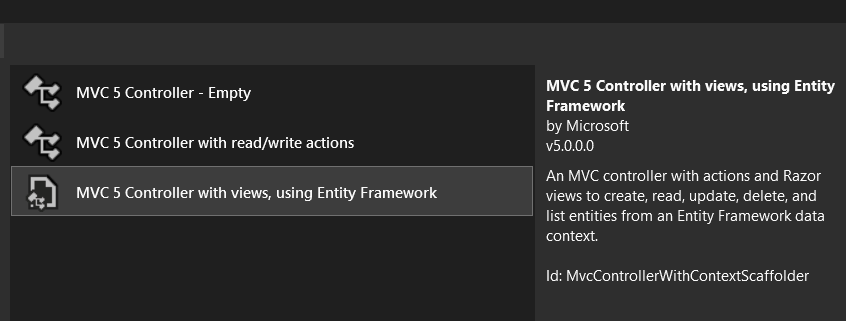 MVC 5 Controller - Empty
MVC 5 Controller with read/write actions
MVC 5 Controller with views, using Entity Framework
MVC 5 Controller with views, using Entity
Framework
by Microsoft
v5.0.0.0
An MVC controller with actions and Razor
views to create, read, update, delete, and
list entities from an Entity Framework data
context.
Id: MvcControllerWithContextScaffolder